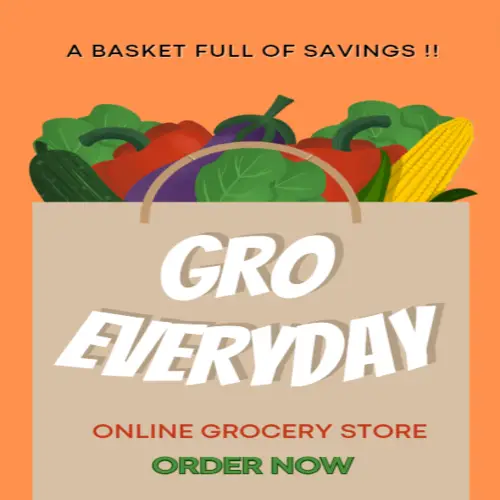 A BASKET FULL OF SAVINGS !!
GRO
EVERYDAY
ONLINE GROCERY STORE
ORDER NOW